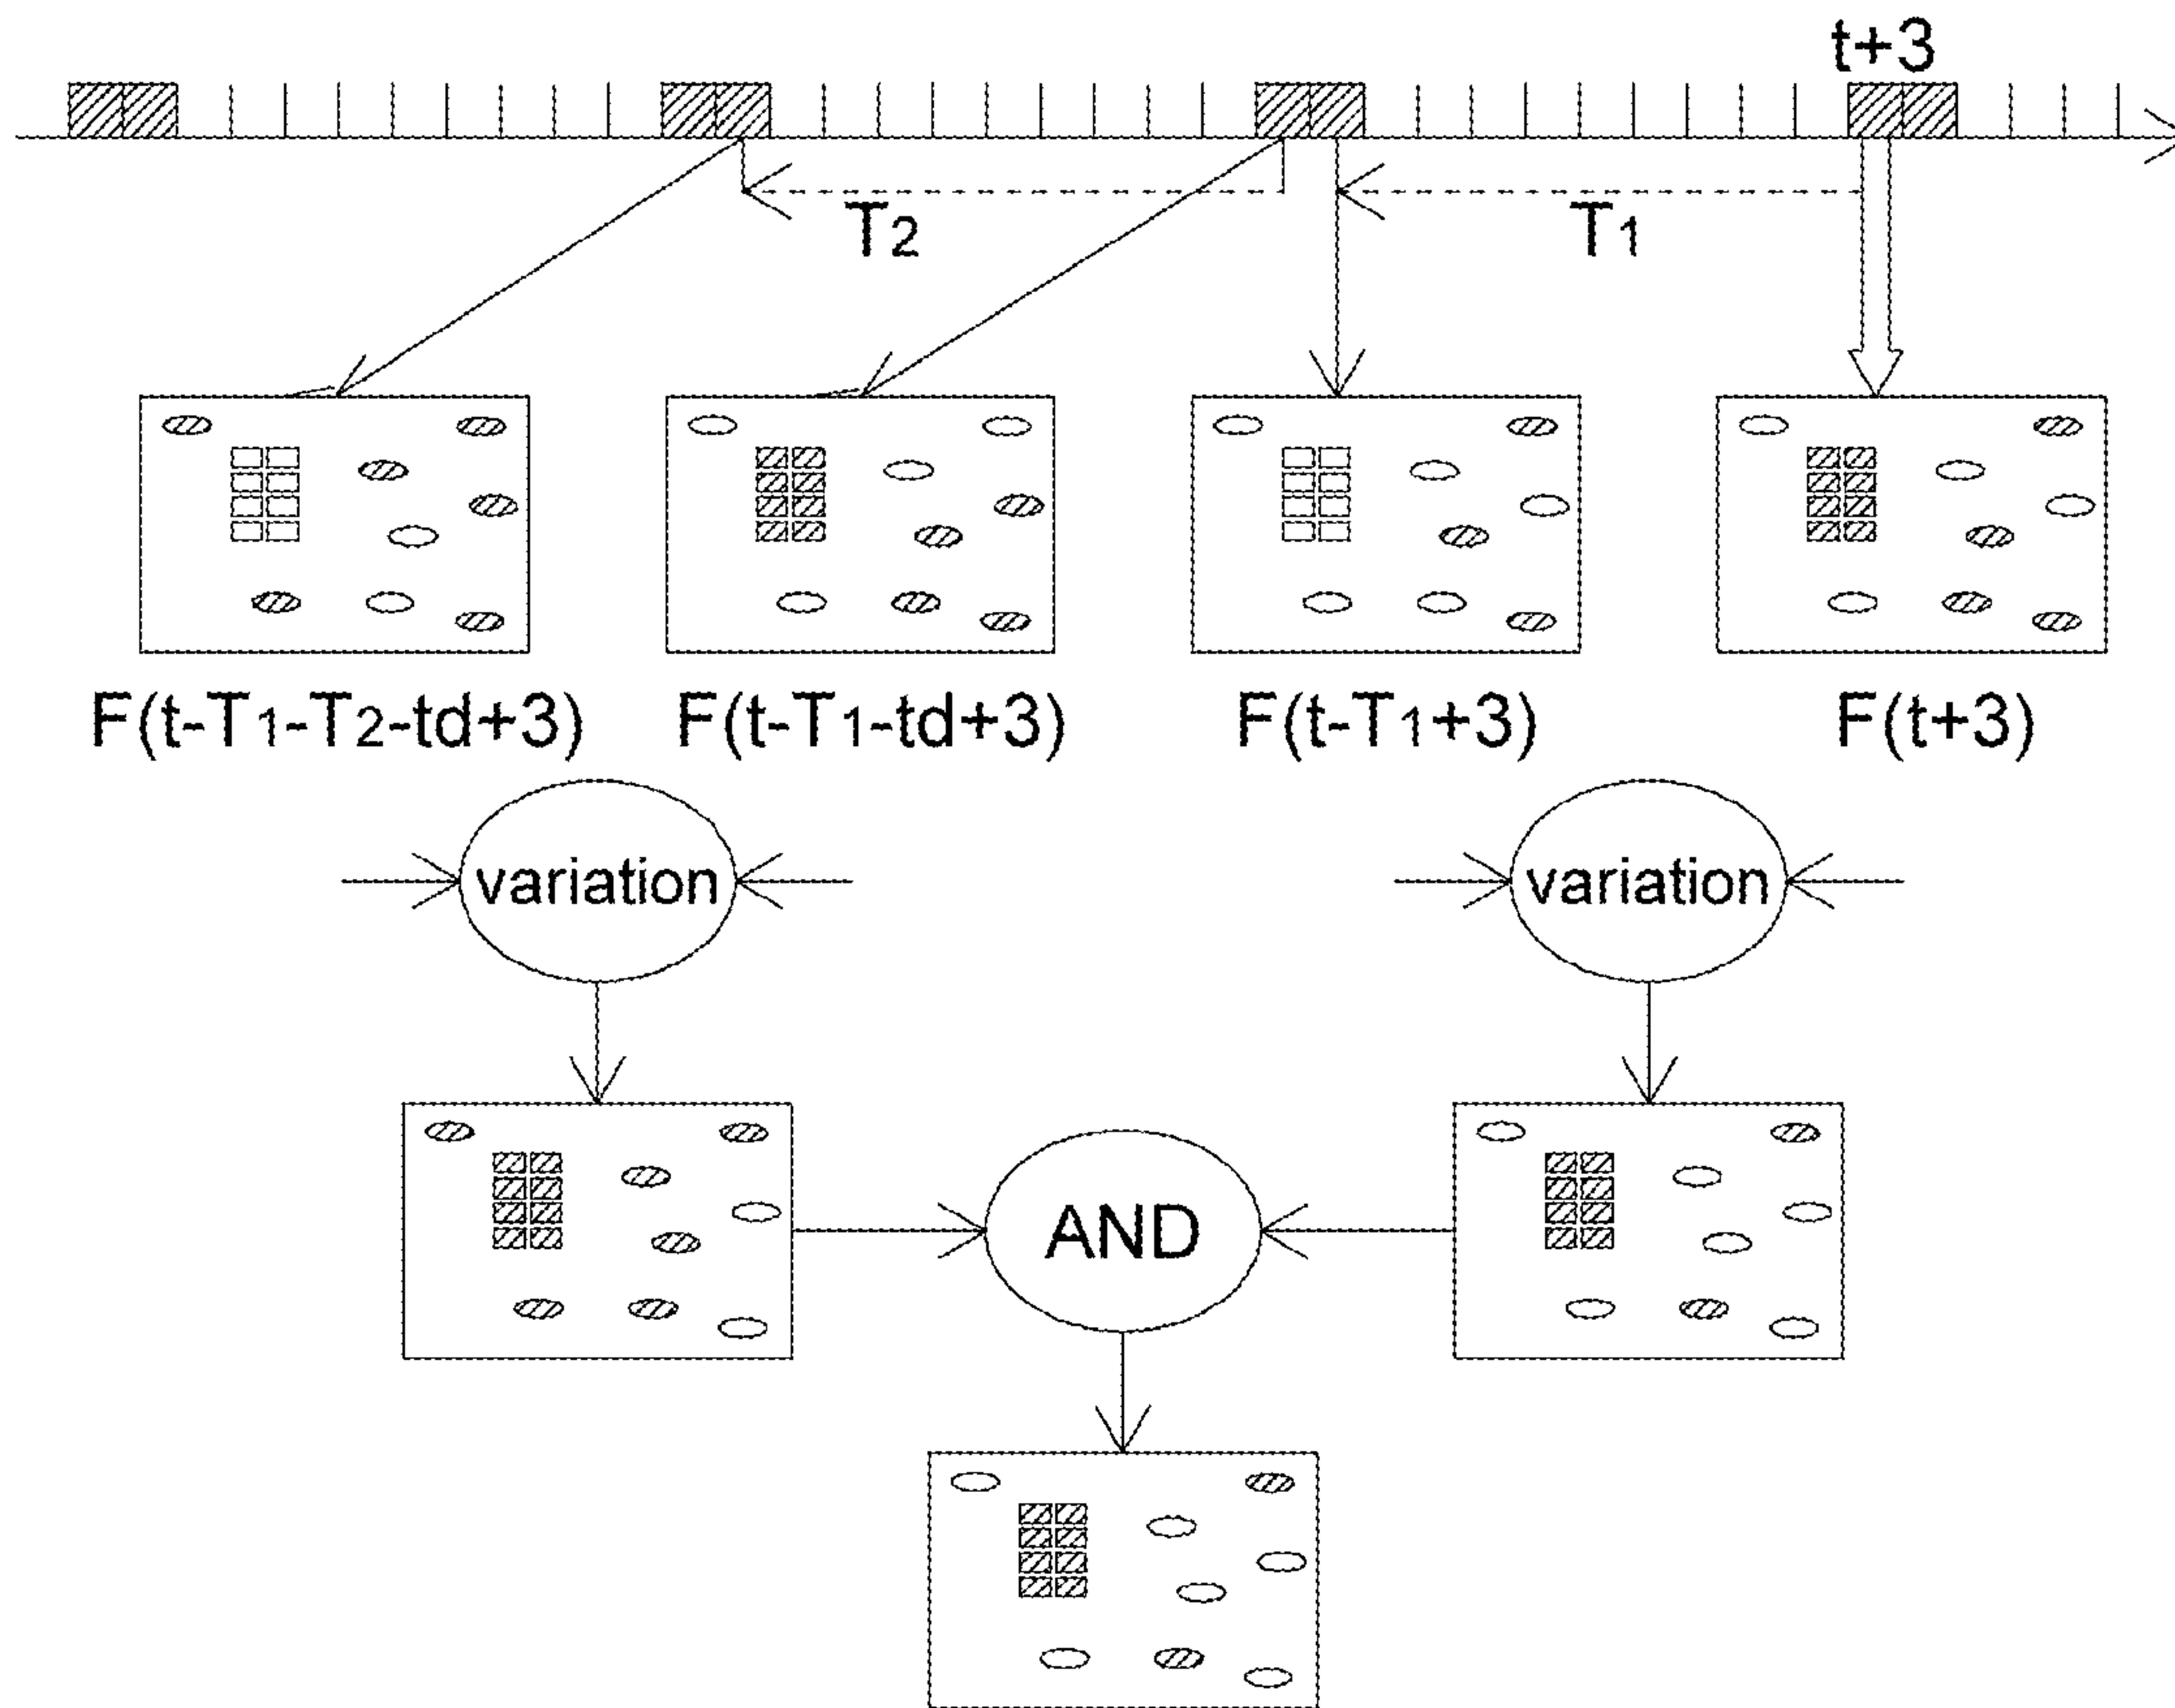 t+3
T2
T1
F(t-T1-T2-td+3)
F(t-T1-td+3)
F(t-T1+3)
F(t+3)
variation
variation
AND